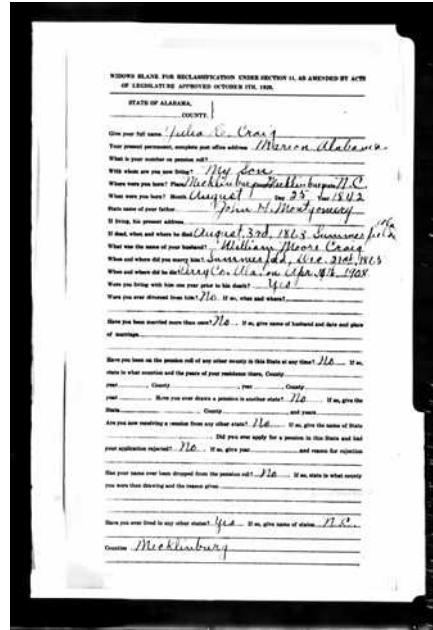 WIDOWS BLANK FOR RECLASSIFICATION UNDER SECTION 11, AS AMENDED BY ACTS
OF LEGISLATURE APPROVED OCTOBER 1TH, 1920.
STATE OF ALABAMA,
COUNTY.
Give your full name Julia C. Craig
Your present permanent, complete post office address Marion Alabama
What is your number on pension roll?
With whom are you now living? My Son
Where were you born? Place Mecklinburg Mecklinburg N.C.
When were you born? Month August Day 25 1842
State name of your father John H. Montgomery
If living, his present address
If dead, when and where he died August, 3rd, 1863 Summerfield
What was the name of your husband? William Moore Craig
When and where did you marry him? Summerfield, Dec. 21st, 1865
When and where did he die? Perry Co. Ala. on Apr. 1908
Were you living with him one year prior to his death? Yes
Were you ever divorced from him? No If so, when and where?
Have you been married more than once? No If so, give name of husband and date and place
of marriage
Have you been on the pension roll of any other county in this State at any time? No If so,
state in what counties and the years of your residence there, County
year , County , year , County
year Have you ever drawn a pension in another state? No If so, give the
State , County and years
Are you now receiving a pension from any other state? No If so, give the name of State
Did you ever apply for a pension in this State and had
your application rejected? No If so, give year and reason for rejection
Has your name ever been dropped from the pension roll? No If so, state in what county
you were then drawing and the reason given
Have you ever lived in any other states? Yes If so, give name of states N.C.
Counties Mecklinburg